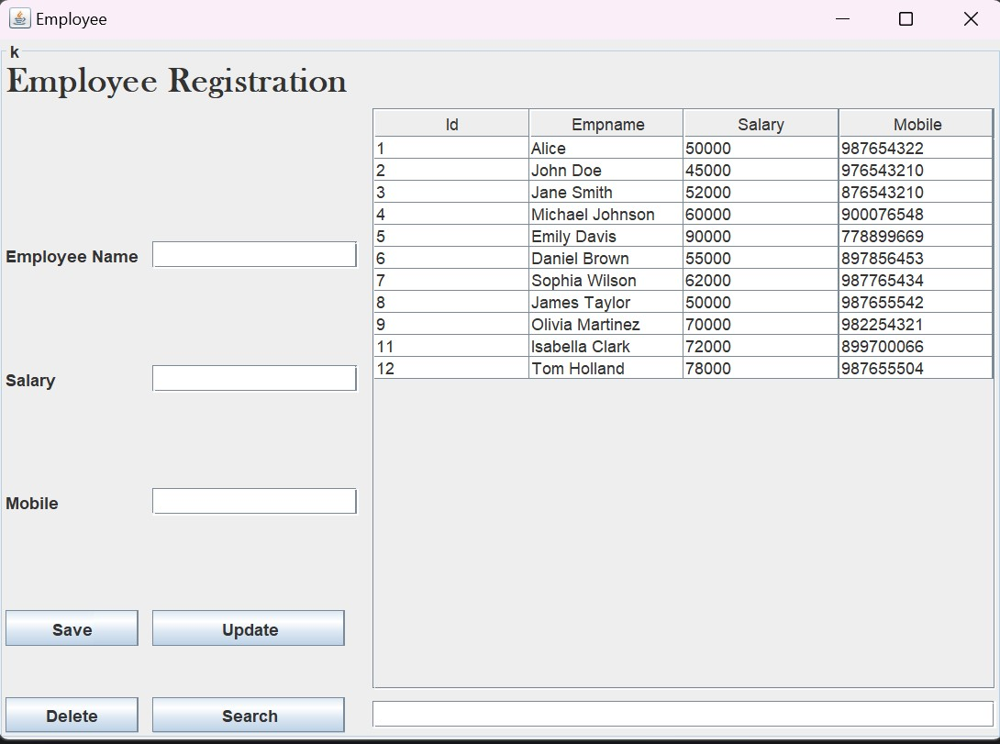 Employee
k
Employee Registration
Id Empname Salary Mobile
1 Alice 50000 987654322
2 John Doe 45000 976543210
3 Jane Smith 52000 876543210
4 Michael Johnson 60000 900076548
5 Emily Davis 90000 778899669
6 Daniel Brown 55000 897856453
7 Sophia Wilson 62000 987765434
8 James Taylor 50000 987655542
9 Olivia Martinez 70000 982254321
11 Isabella Clark 72000 899700066
12 Tom Holland 78000 987655504
Employee Name
Salary
Mobile
Save Update
Delete Search